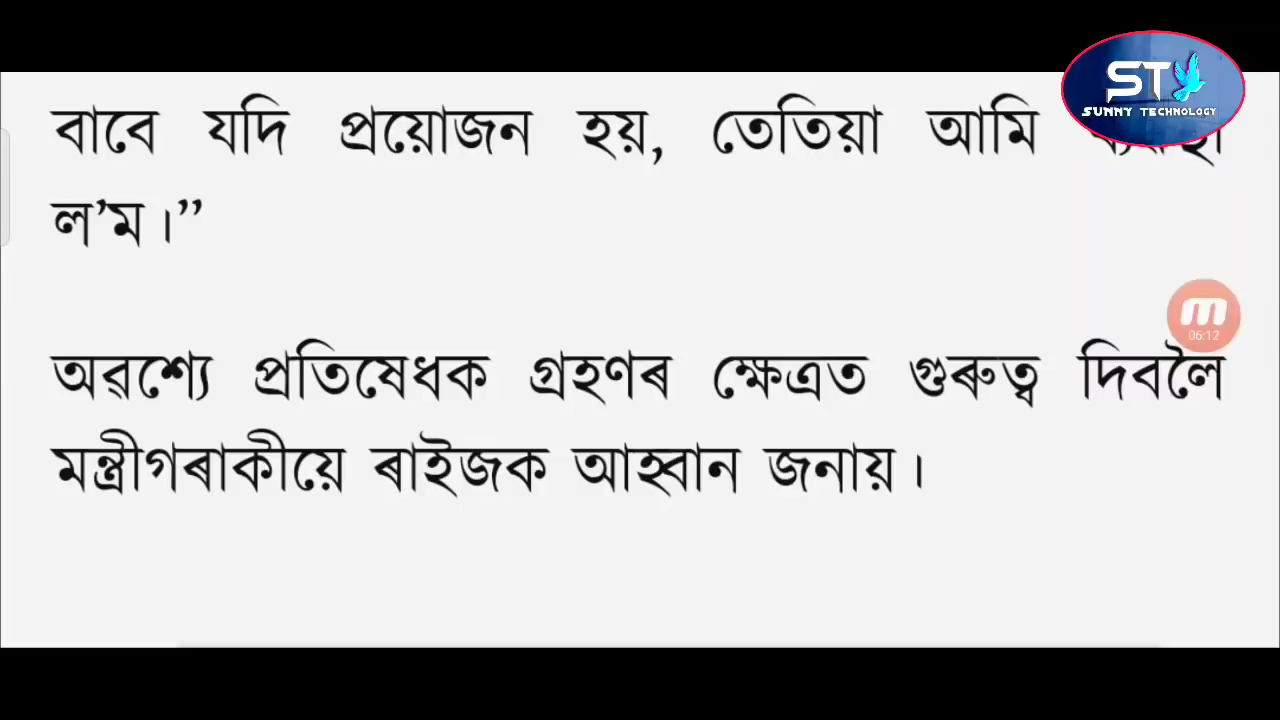 ST
SUNNY TECHNOLOGY
বাবে যদি প্ৰয়োজন হয়, তেতিয়া আমি
ল’ম।”
06:12
অৱশ্যে প্ৰতিষেধক গ্ৰহণৰ ক্ষেত্ৰত গুৰুত্ব দিবলৈ
মন্ত্ৰীগৰাকীয়ে ৰাইজক আহ্বান জনায়।